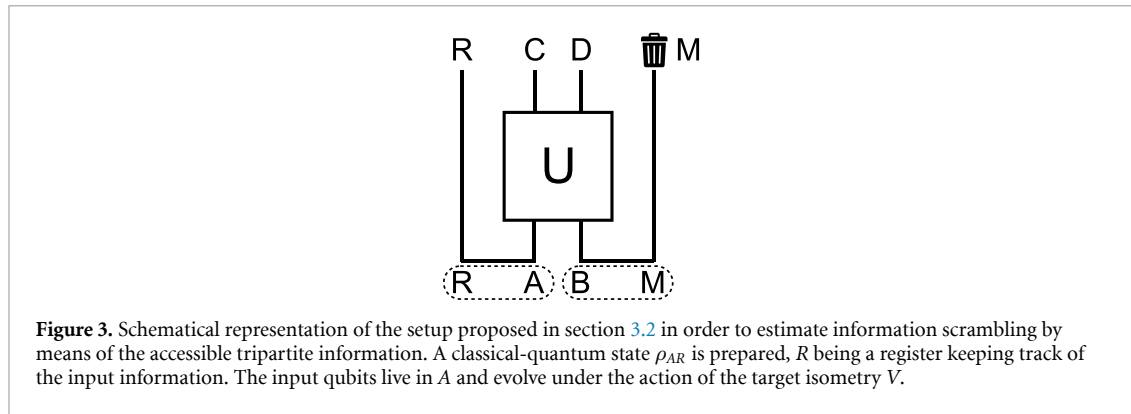 R C D M
U
R A B M
Figure 3. Schematical representation of the setup proposed in section 3.2 in order to estimate information scrambling by
means of the accessible tripartite information. A classical-quantum state ρ_AR is prepared, R being a register keeping track of
the input information. The input qubits live in A and evolve under the action of the target isometry V.